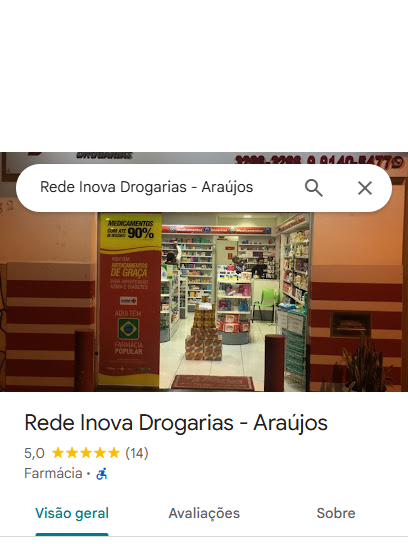 DROGARIAS
3288-3288 9 9140-5477
Rede Inova Drogarias - Araújos
MEDICAMENTOS
COM ATÉ
DE DESCONTO
90%
AQUI TEM
MEDICAMENTOS
DE GRAÇA
PARA HIPERTENSÃO
ASMA E DIABETES
AQUI TEM
FARMÁCIA
POPULAR
Rede Inova Drogarias - Araújos
5,0 ★★★★★ (14)
Farmácia •
Visão geral Avaliações Sobre